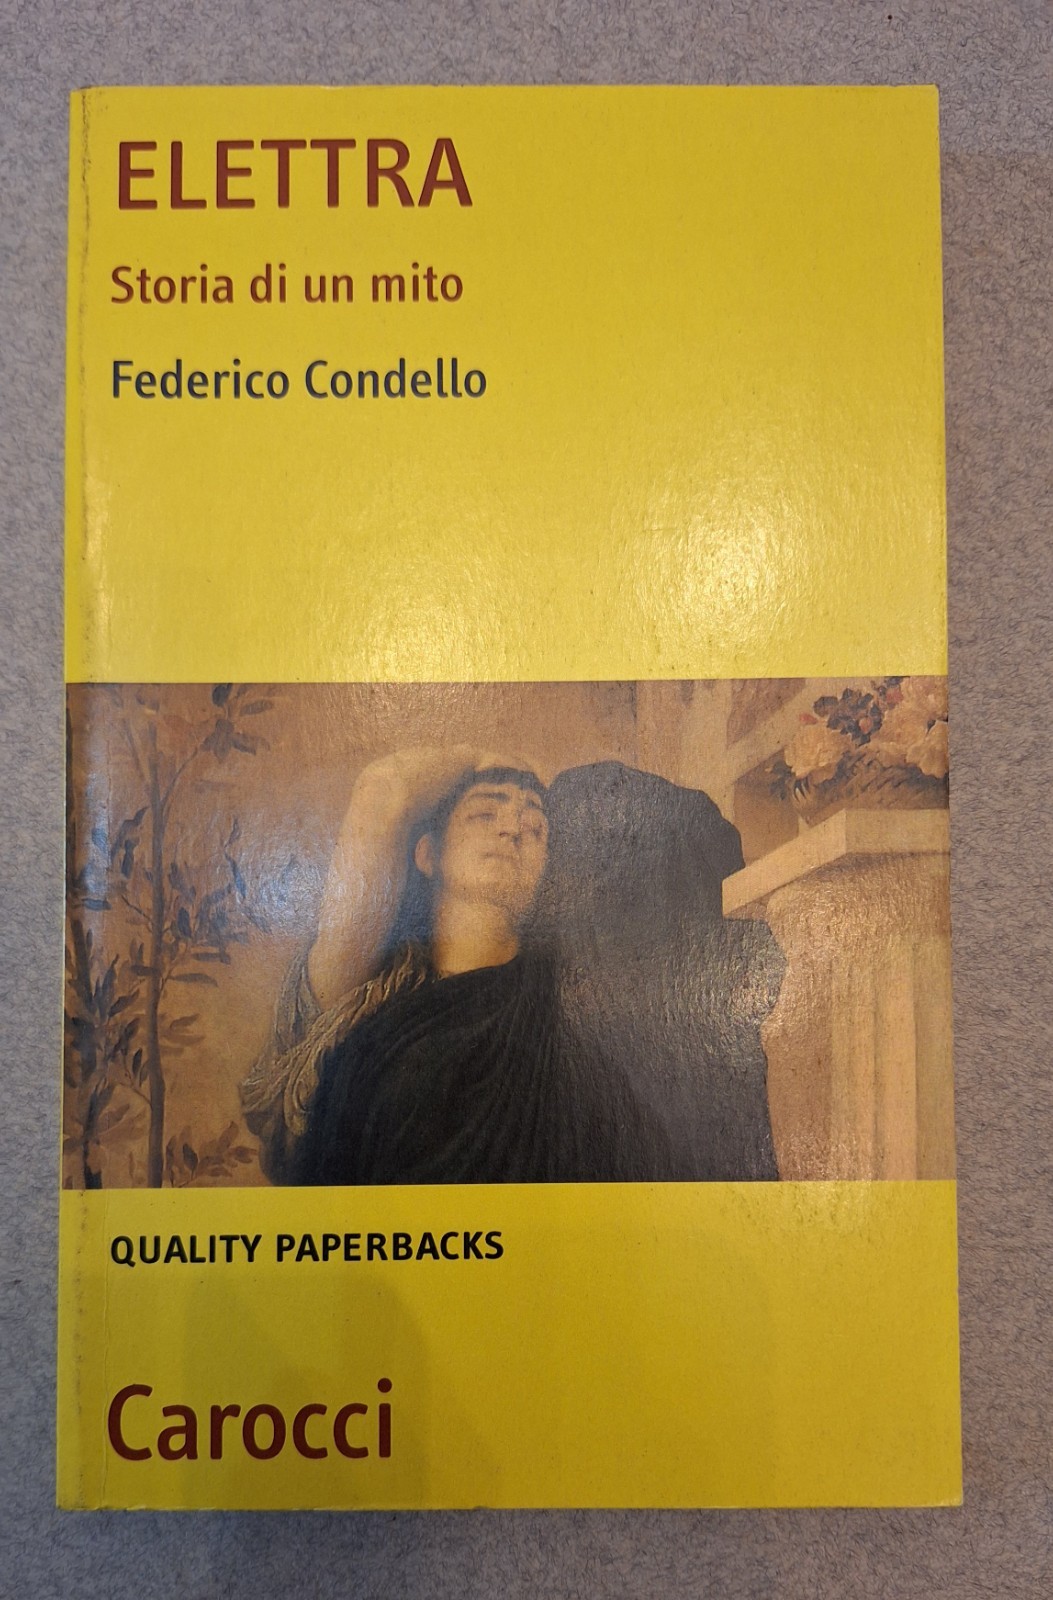 ELETTRA
Storia di un mito
Federico Condello
QUALITY PAPERBACKS
Carocci